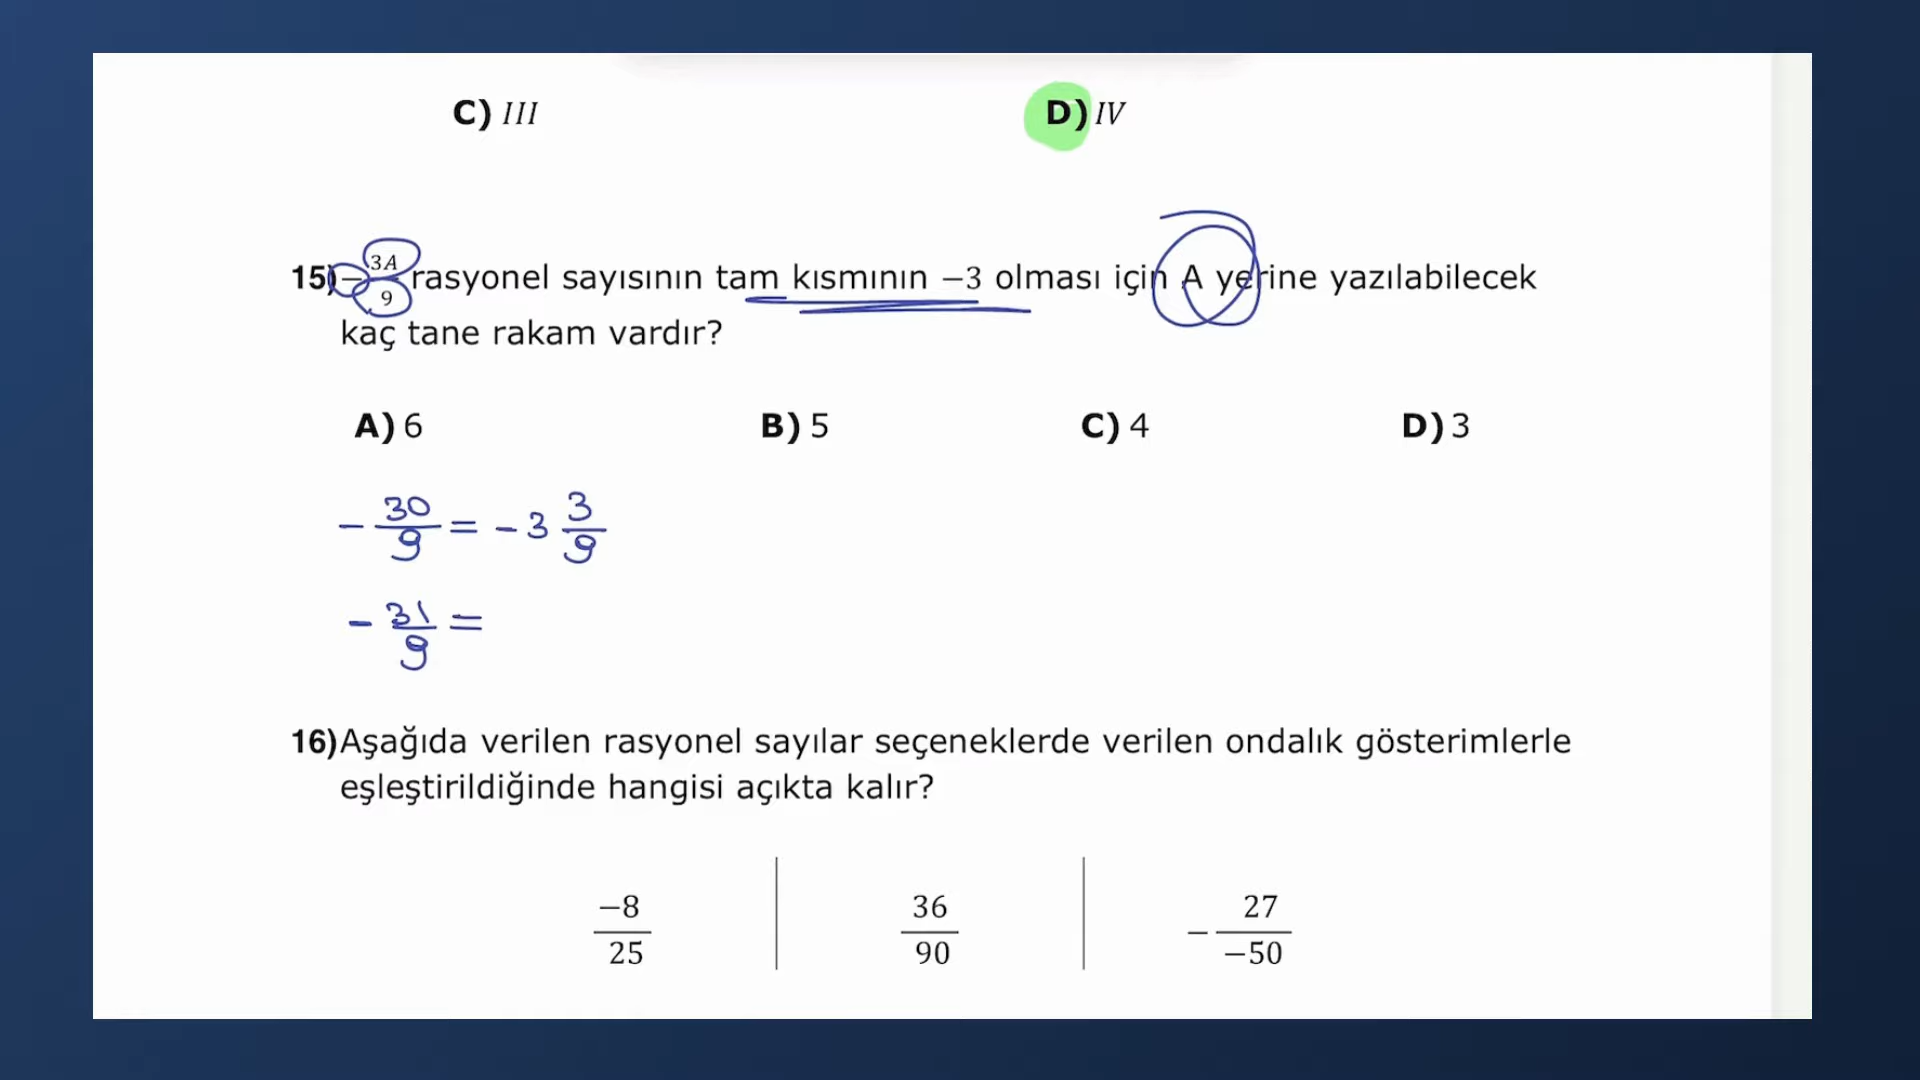 C) III D) IV
15) −3A/9 rasyonel sayısının tam kısmının −3 olması için A yerine yazılabilecek
kaç tane rakam vardır?
A) 6 B) 5 C) 4 D) 3
− 30/9 = − 3 3/9
− 31/9 =
16) Aşağıda verilen rasyonel sayılar seçeneklerde verilen ondalık gösterimlerle
eşleştirildiğinde hangisi açıkta kalır?
−8/25 | 36/90 | − 27/−50